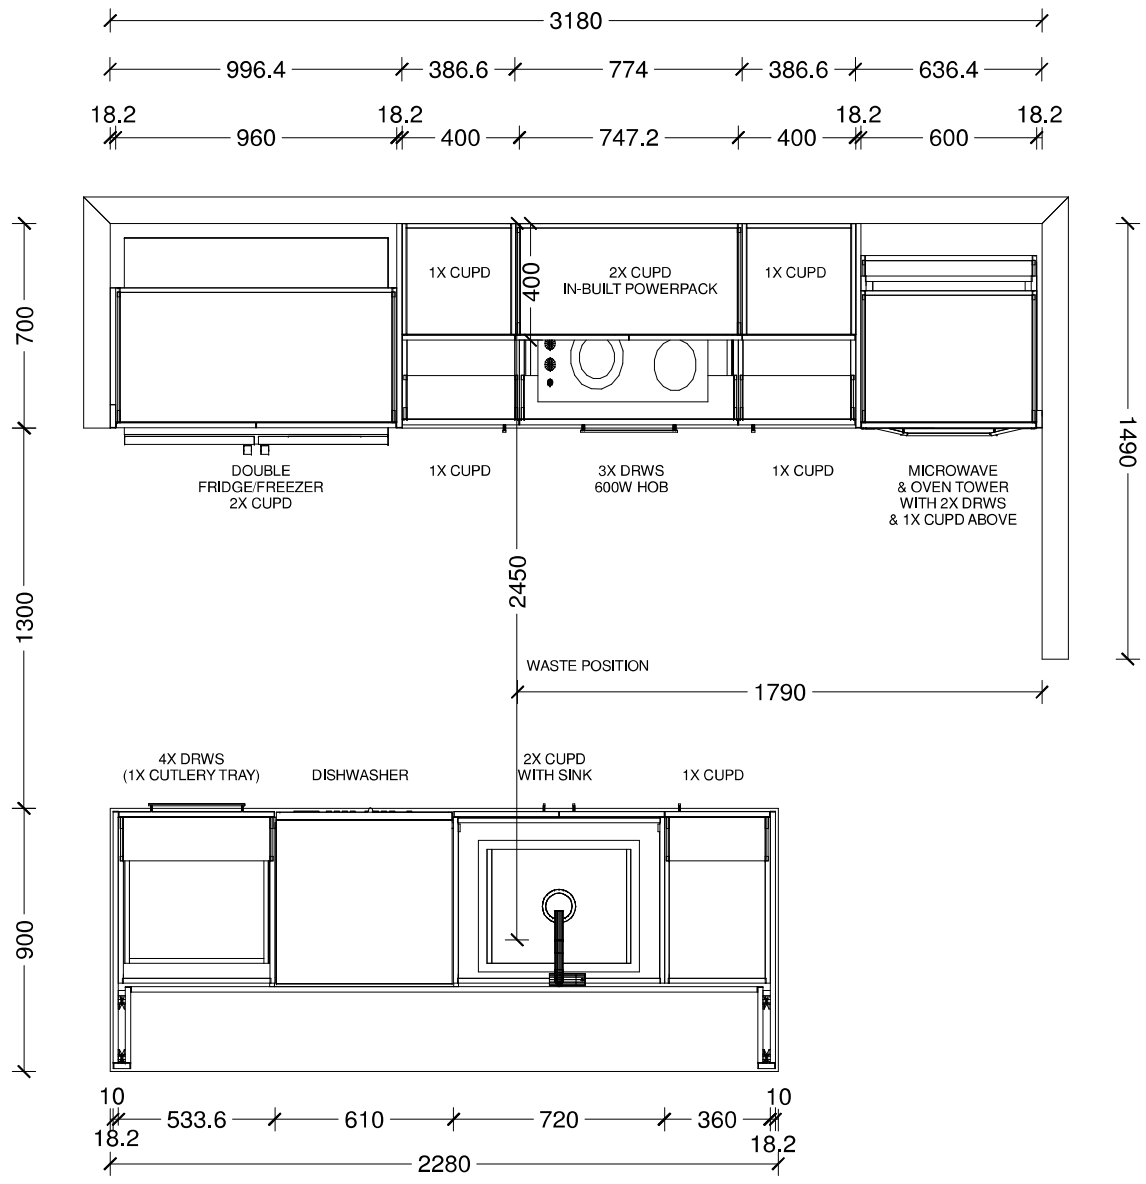 3180
996.4 386.6 774 386.6 636.4
18.2 18.2 18.2 18.2
960 400 747.2 400 600
1X CUPD
2X CUPD
IN-BUILT POWERPACK
1X CUPD
400
700
DOUBLE
FRIDGE/FREEZER
2X CUPD
1X CUPD
3X DRWS
600W HOB
1X CUPD
MICROWAVE
& OVEN TOWER
WITH 2X DRWS
& 1X CUPD ABOVE
1490
2450
1300
WASTE POSITION
1790
4X DRWS
(1X CUTLERY TRAY)
DISHWASHER
2X CUPD
WITH SINK
1X CUPD
900
10 10
533.6 610 720 360
18.2 18.2
2280